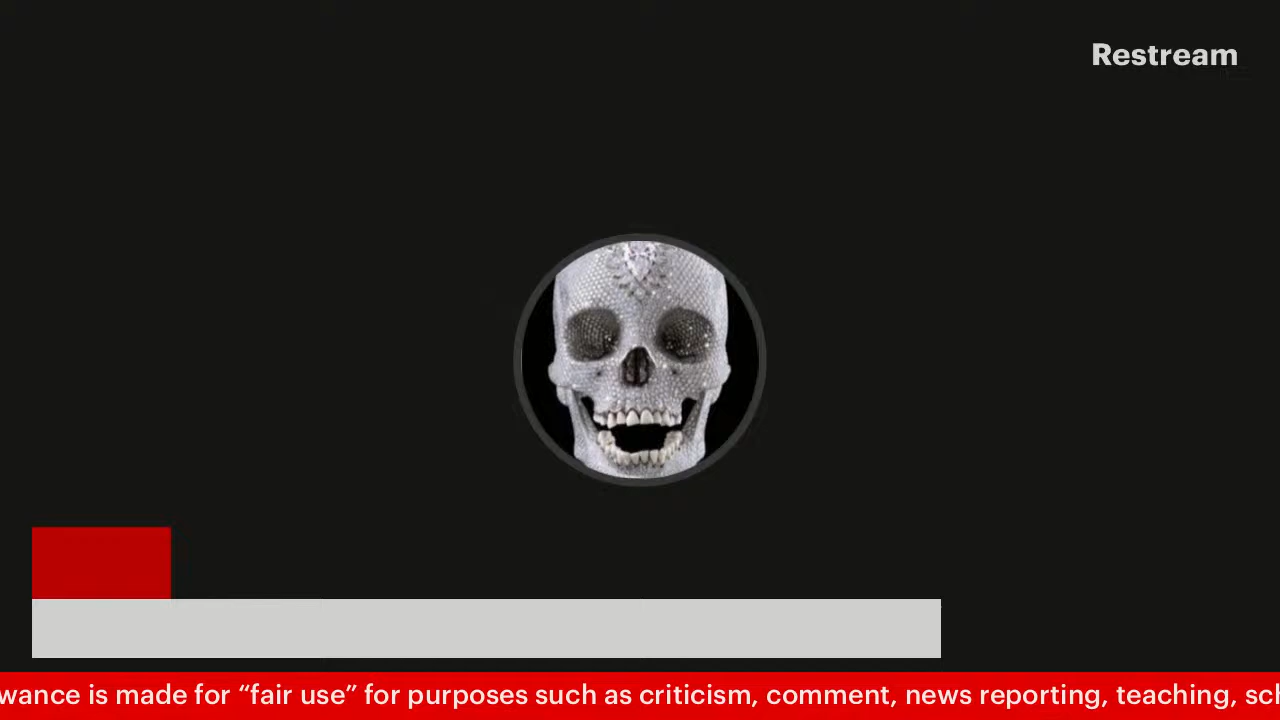 Restream
wance is made for “fair use” for purposes such as criticism, comment, news reporting, teaching, sch